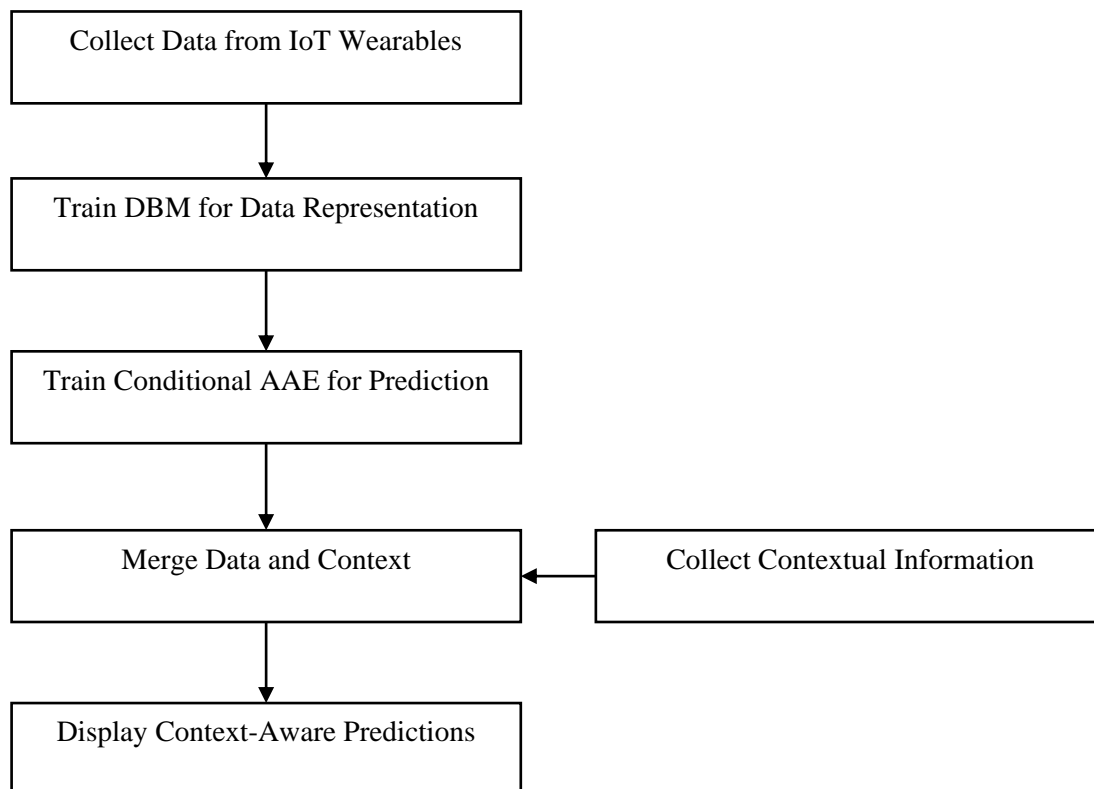 Collect Data from IoT Wearables
Train DBM for Data Representation
Train Conditional AAE for Prediction
Merge Data and Context
Collect Contextual Information
Display Context-Aware Predictions